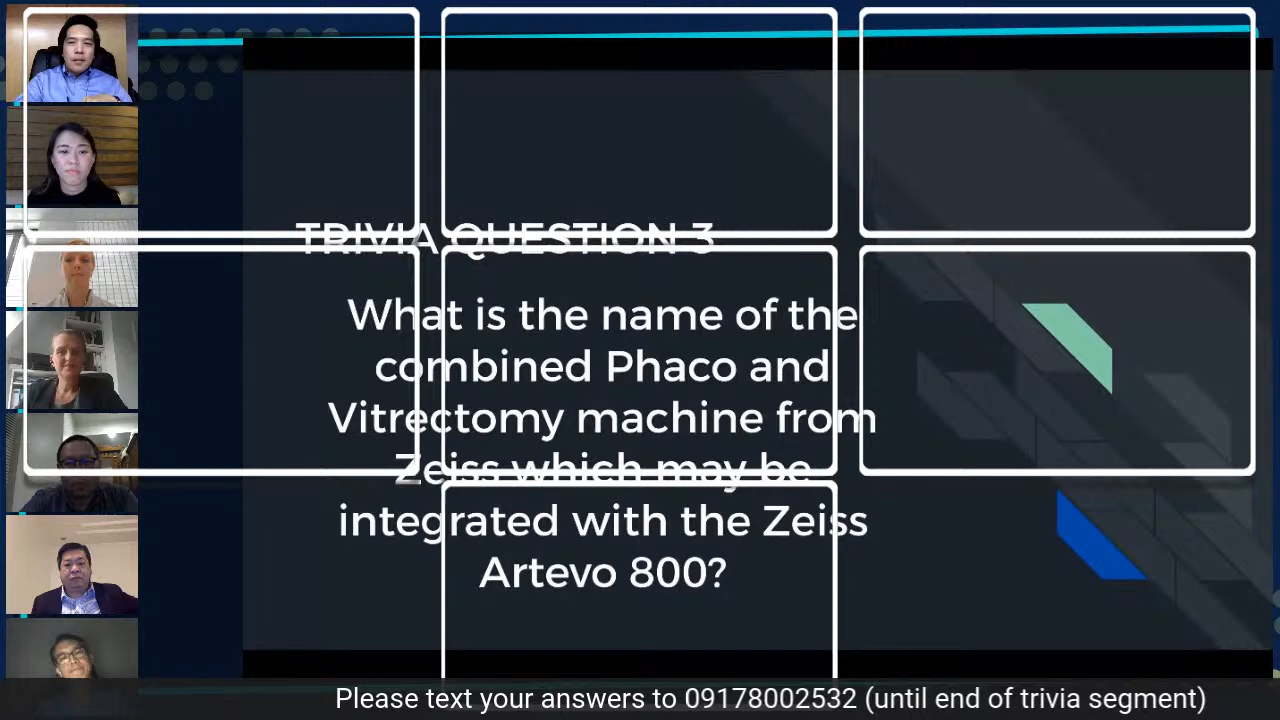 TRIVIA QUESTION 3
What is the name of the
combined Phaco and
Vitrectomy machine from
Zeiss which may be
integrated with the Zeiss
Artevo 800?
Please text your answers to 09178002532 (until end of trivia segment)